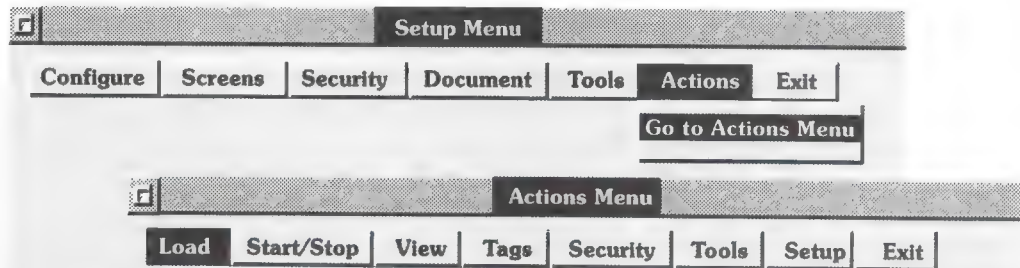 Setup Menu
Configure Screens Security Document Tools Actions Exit
Go to Actions Menu
Actions Menu
Load Start/Stop View Tags Security Tools Setup Exit